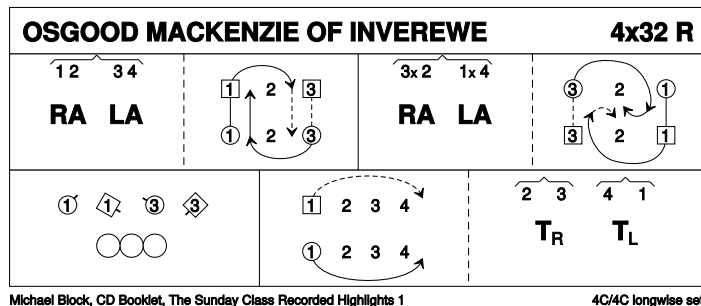 OSGOOD MACKENZIE OF INVEREWE 4x32 R
1 2 3 4 1 2 3 3x 2 1x 4 3 2 1
RA LA 1 2 3 RA LA 3 2 1
1 1 3 3 1 2 3 4 2 3 4 1
TR TL
1 2 3 4
Michael Block, CD Booklet, The Sunday Class Recorded Highlights 1 4C/4C longwise set